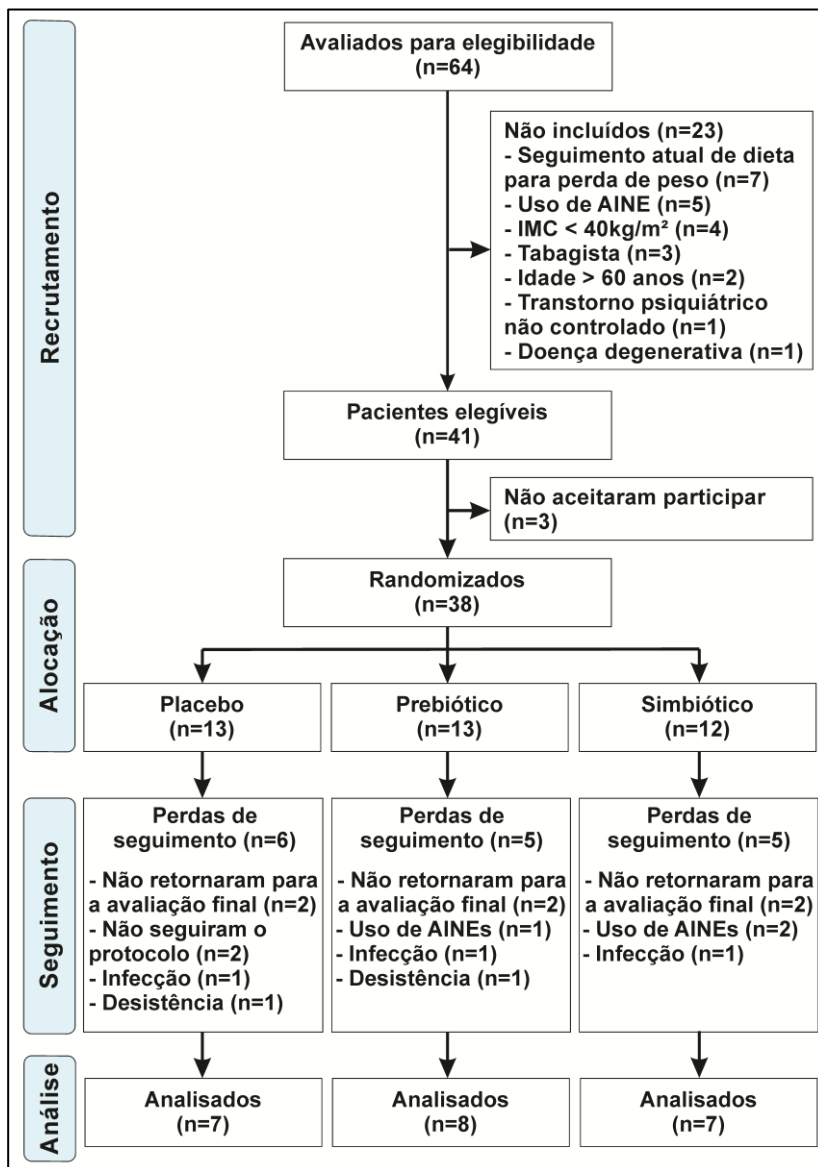 Recrutamento
Avaliados para elegibilidade
(n=64)
Não incluídos (n=23)
- Seguimento atual de dieta
para perda de peso (n=7)
- Uso de AINE (n=5)
- IMC < 40kg/m² (n=4)
- Tabagista (n=3)
- Idade > 60 anos (n=2)
- Transtorno psiquiátrico
não controlado (n=1)
- Doença degenerativa (n=1)
Pacientes elegíveis
(n=41)
Não aceitaram participar
(n=3)
Alocação
Randomizados
(n=38)
Placebo
(n=13)
Prebiótico
(n=13)
Simbiótico
(n=12)
Seguimento
Perdas de
seguimento (n=6)
- Não retornaram para
a avaliação final (n=2)
- Não seguiram o
protocolo (n=2)
- Infecção (n=1)
- Desistência (n=1)
Perdas de
seguimento (n=5)
- Não retornaram para
a avaliação final (n=2)
- Uso de AINEs (n=1)
- Infecção (n=1)
- Desistência (n=1)
Perdas de
seguimento (n=5)
- Não retornaram para
a avaliação final (n=2)
- Uso de AINEs (n=2)
- Infecção (n=1)
Análise
Analisados
(n=7)
Analisados
(n=8)
Analisados
(n=7)